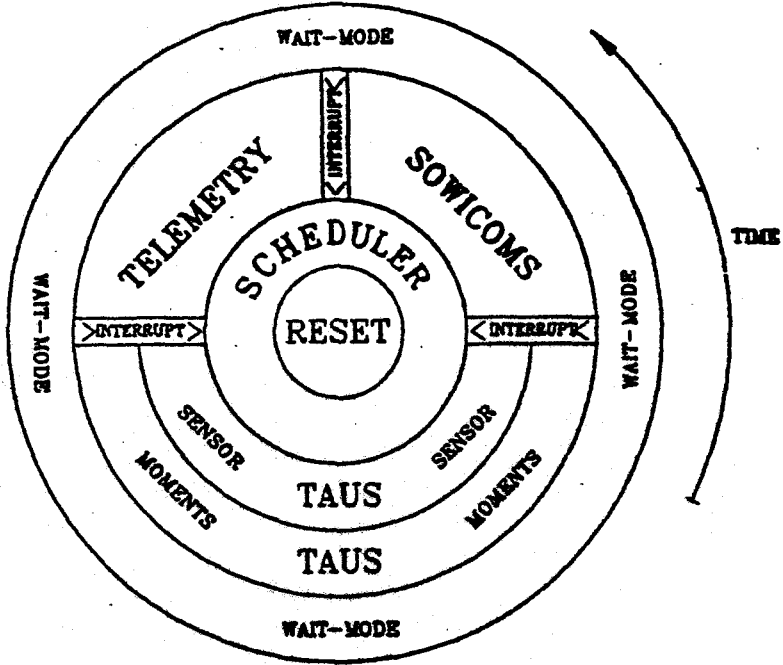 WAIT-MODE
INTERRUPT
TELEMETRY
SOWICOMS
TIME
SCHEDULER
WAIT-MODE
WAIT-MODE
INTERRUPT
RESET
INTERRUPT
SENSOR
SENSOR
MOMENTS
MOMENTS
TAUS
TAUS
WAIT-MODE